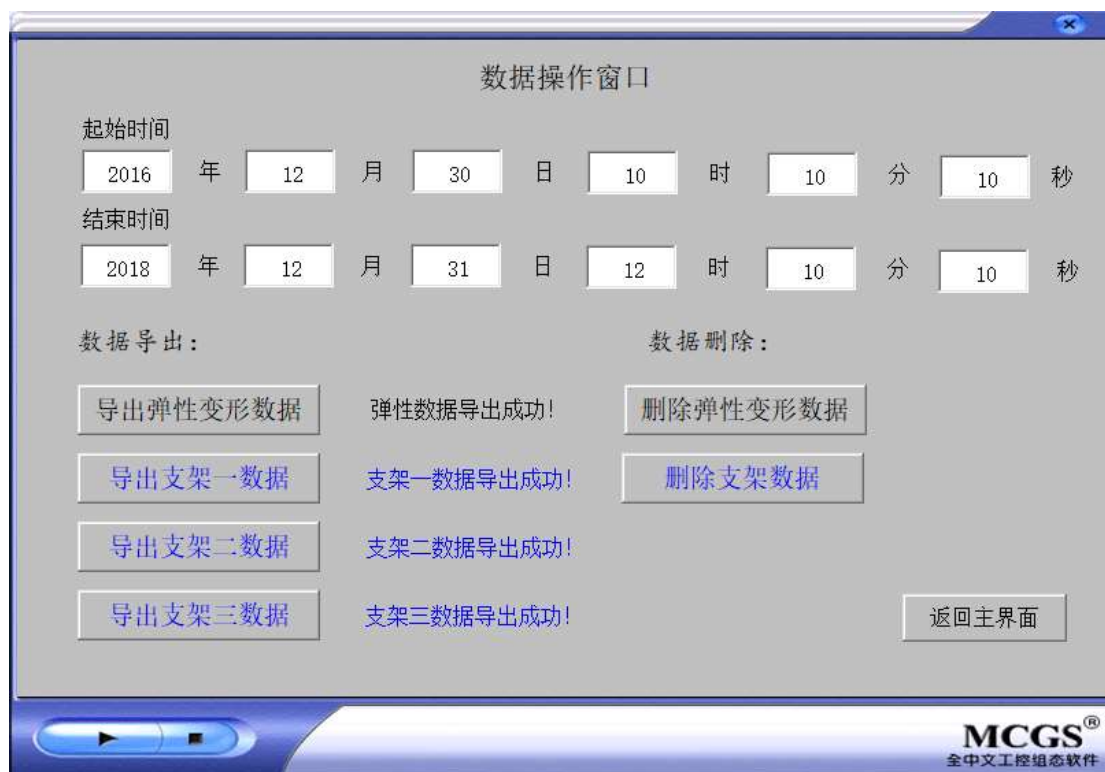 数据操作窗口
起始时间
2016 年 12 月 30 日 10 时 10 分 10 秒
结束时间
2018 年 12 月 31 日 12 时 10 分 10 秒
数据导出: 数据删除:
导出弹性变形数据 弹性数据导出成功! 删除弹性变形数据
导出支架一数据 支架一数据导出成功! 删除支架数据
导出支架二数据 支架二数据导出成功!
导出支架三数据 支架三数据导出成功!
返回主界面
MCGS®
全中文工控组态软件